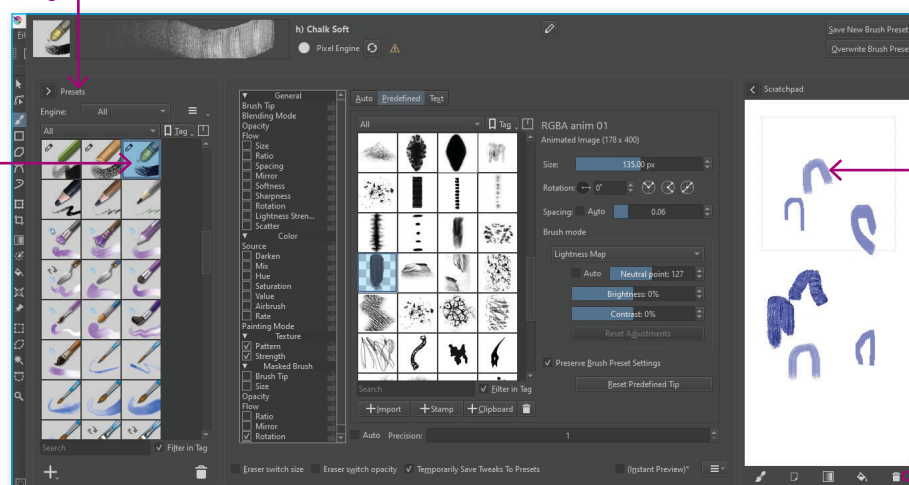 h) Chalk Soft
Save New Brush Preset
Pixel Engine
Overwrite Brush Prese
Presets
Engine: All
All Tag
Search Filter in Tag
General
Brush Tip
Blending Mode
Opacity
Flow
Size
Ratio
Spacing
Mirror
Softness
Sharpness
Rotation
Lightness Stren...
Scatter
Color
Source
Darken
Mix
Hue
Saturation
Value
Airbrush
Rate
Painting Mode
Texture
Pattern
Strength
Masked Brush
Brush Tip
Size
Opacity
Flow
Ratio
Mirror
Rotation
Auto Predefined Text
All Tag
Search Filter in Tag
Import Stamp Clipboard
RGBA anim 01
Animated Image (178 x 400)
Size: 135.00 px
Rotation: 0°
Spacing: Auto 0.06
Brush mode
Lightness Map
Auto Neutral point: 127
Brightness: 0%
Contrast: 0%
Reset Adjustments
Preserve Brush Preset Settings
Reset Predefined Tip
Auto Precision: 1
Eraser switch size Eraser switch opacity Temporarily Save Tweaks To Presets (Instant Preview)*
Scratchpad